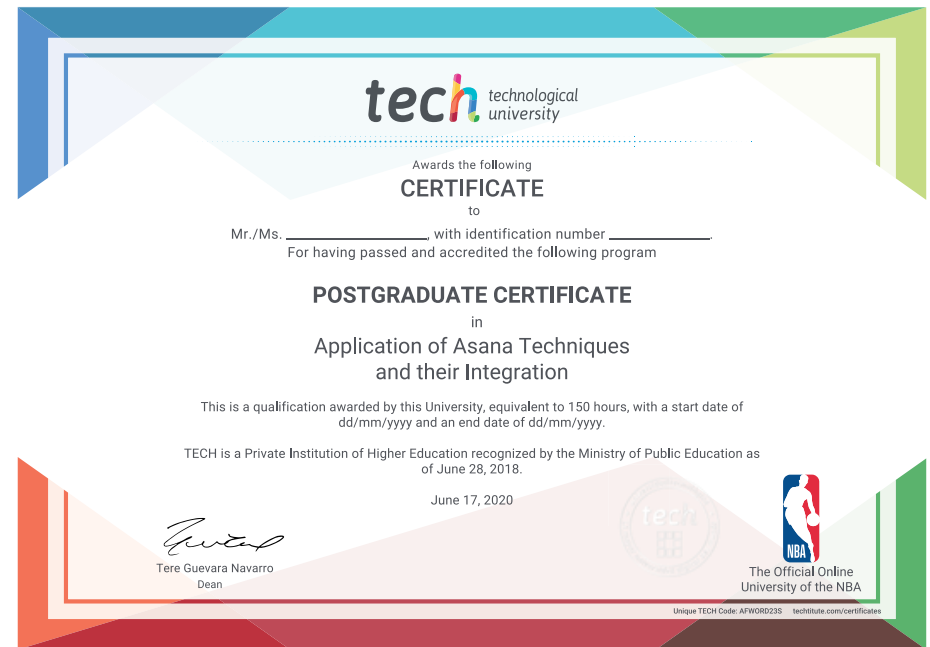 tech technological
university
Awards the following
CERTIFICATE
to
Mr./Ms. __________________, with identification number _____________.
For having passed and accredited the following program
POSTGRADUATE CERTIFICATE
in
Application of Asana Techniques
and their Integration
This is a qualification awarded by this University, equivalent to 150 hours, with a start date of
dd/mm/yyyy and an end date of dd/mm/yyyy.
TECH is a Private Institution of Higher Education recognized by the Ministry of Public Education as
of June 28, 2018.
June 17, 2020
tech
Tere Guevara Navarro
Dean
NBA
The Official Online
University of the NBA
Unique TECH Code: AFWORD23S techtitute.com/certificates